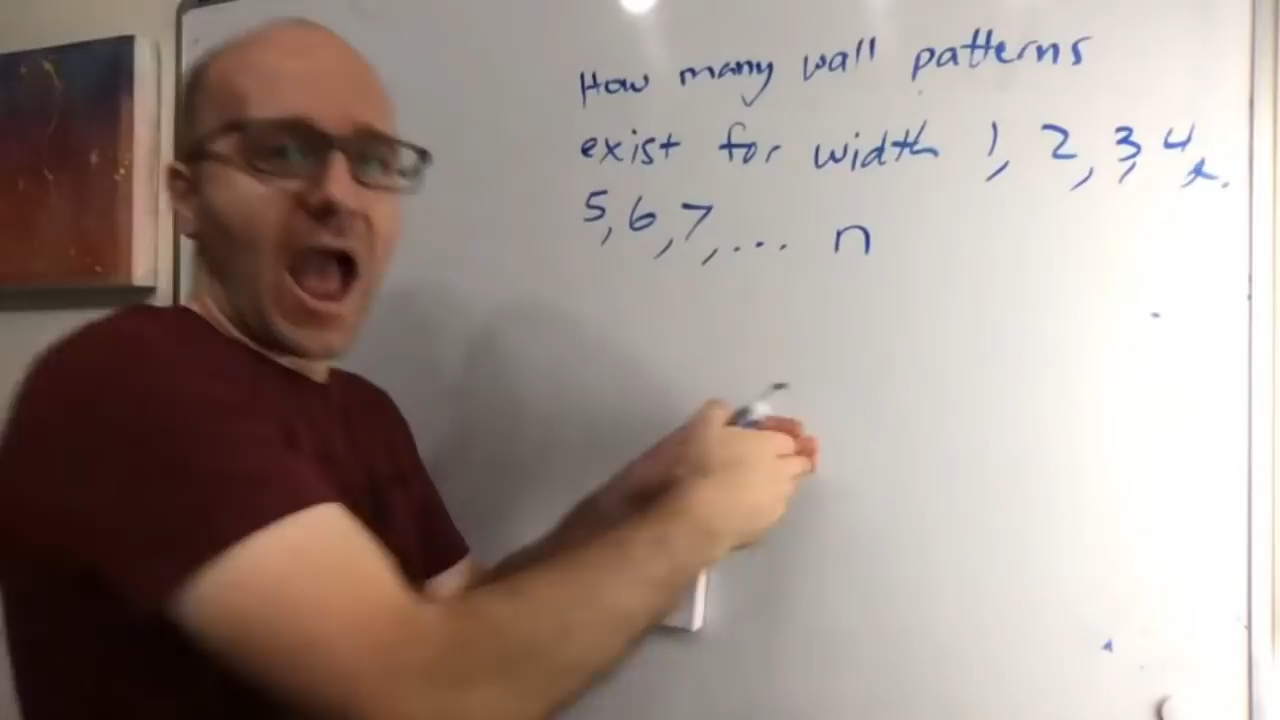 How many wall patterns
exist for width 1, 2, 3, 4
5, 6, 7, ... n